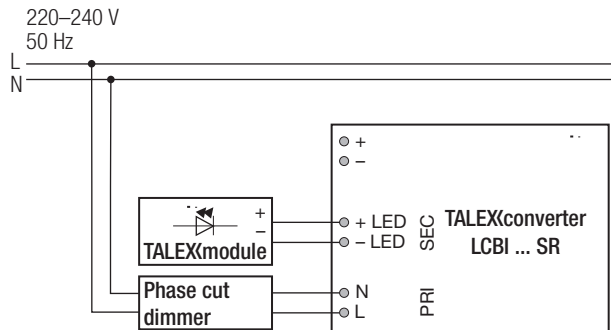 220–240 V
50 Hz
L
N
+
–
+
–
TALEXmodule
+ LED
– LED
SEC
TALEXconverter
LCBI ... SR
Phase cut
dimmer
N
L
PRI